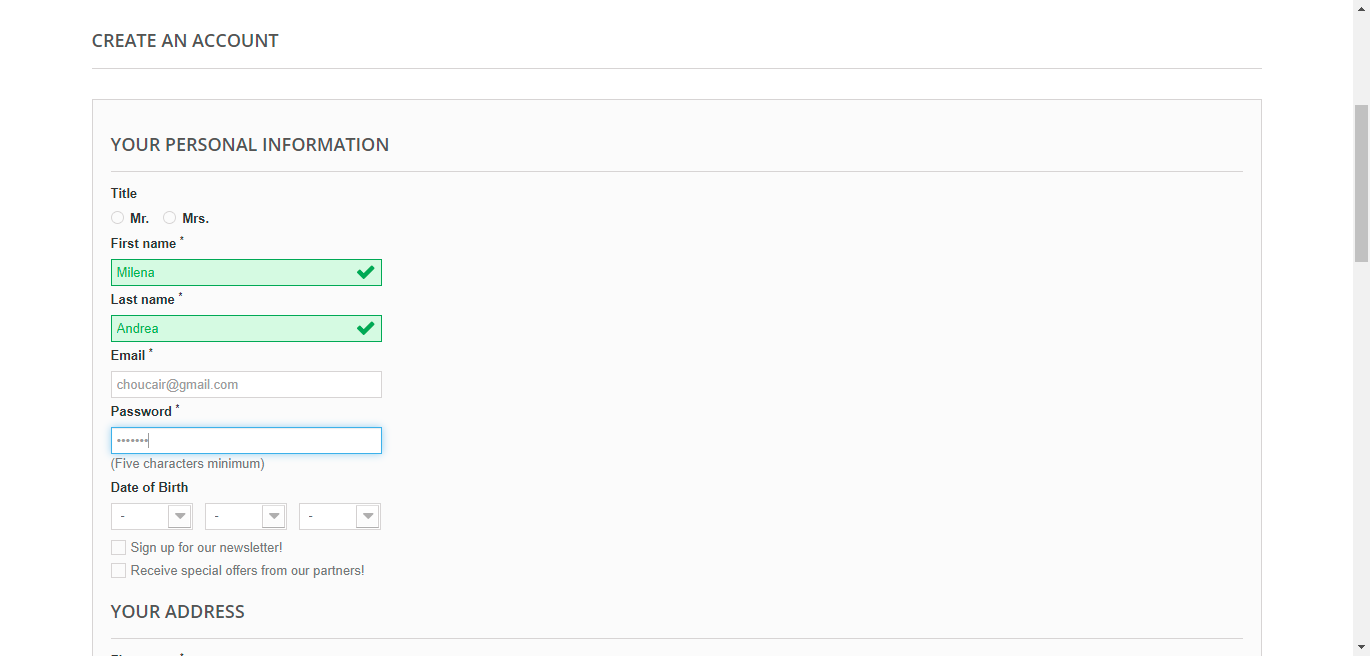 CREATE AN ACCOUNT
YOUR PERSONAL INFORMATION
Title
Mr. Mrs.
First name *
Milena
Last name *
Andrea
Email *
choucair@gmail.com
Password *
•••••••
(Five characters minimum)
Date of Birth
- - -
Sign up for our newsletter!
Receive special offers from our partners!
YOUR ADDRESS